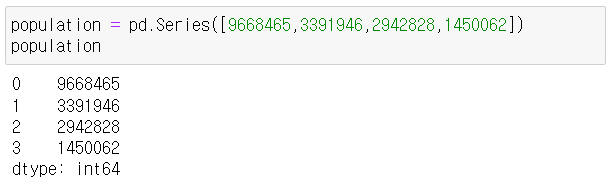 population = pd.Series([9668465,3391946,2942828,1450062])
population
0    9668465
1    3391946
2    2942828
3    1450062
dtype: int64